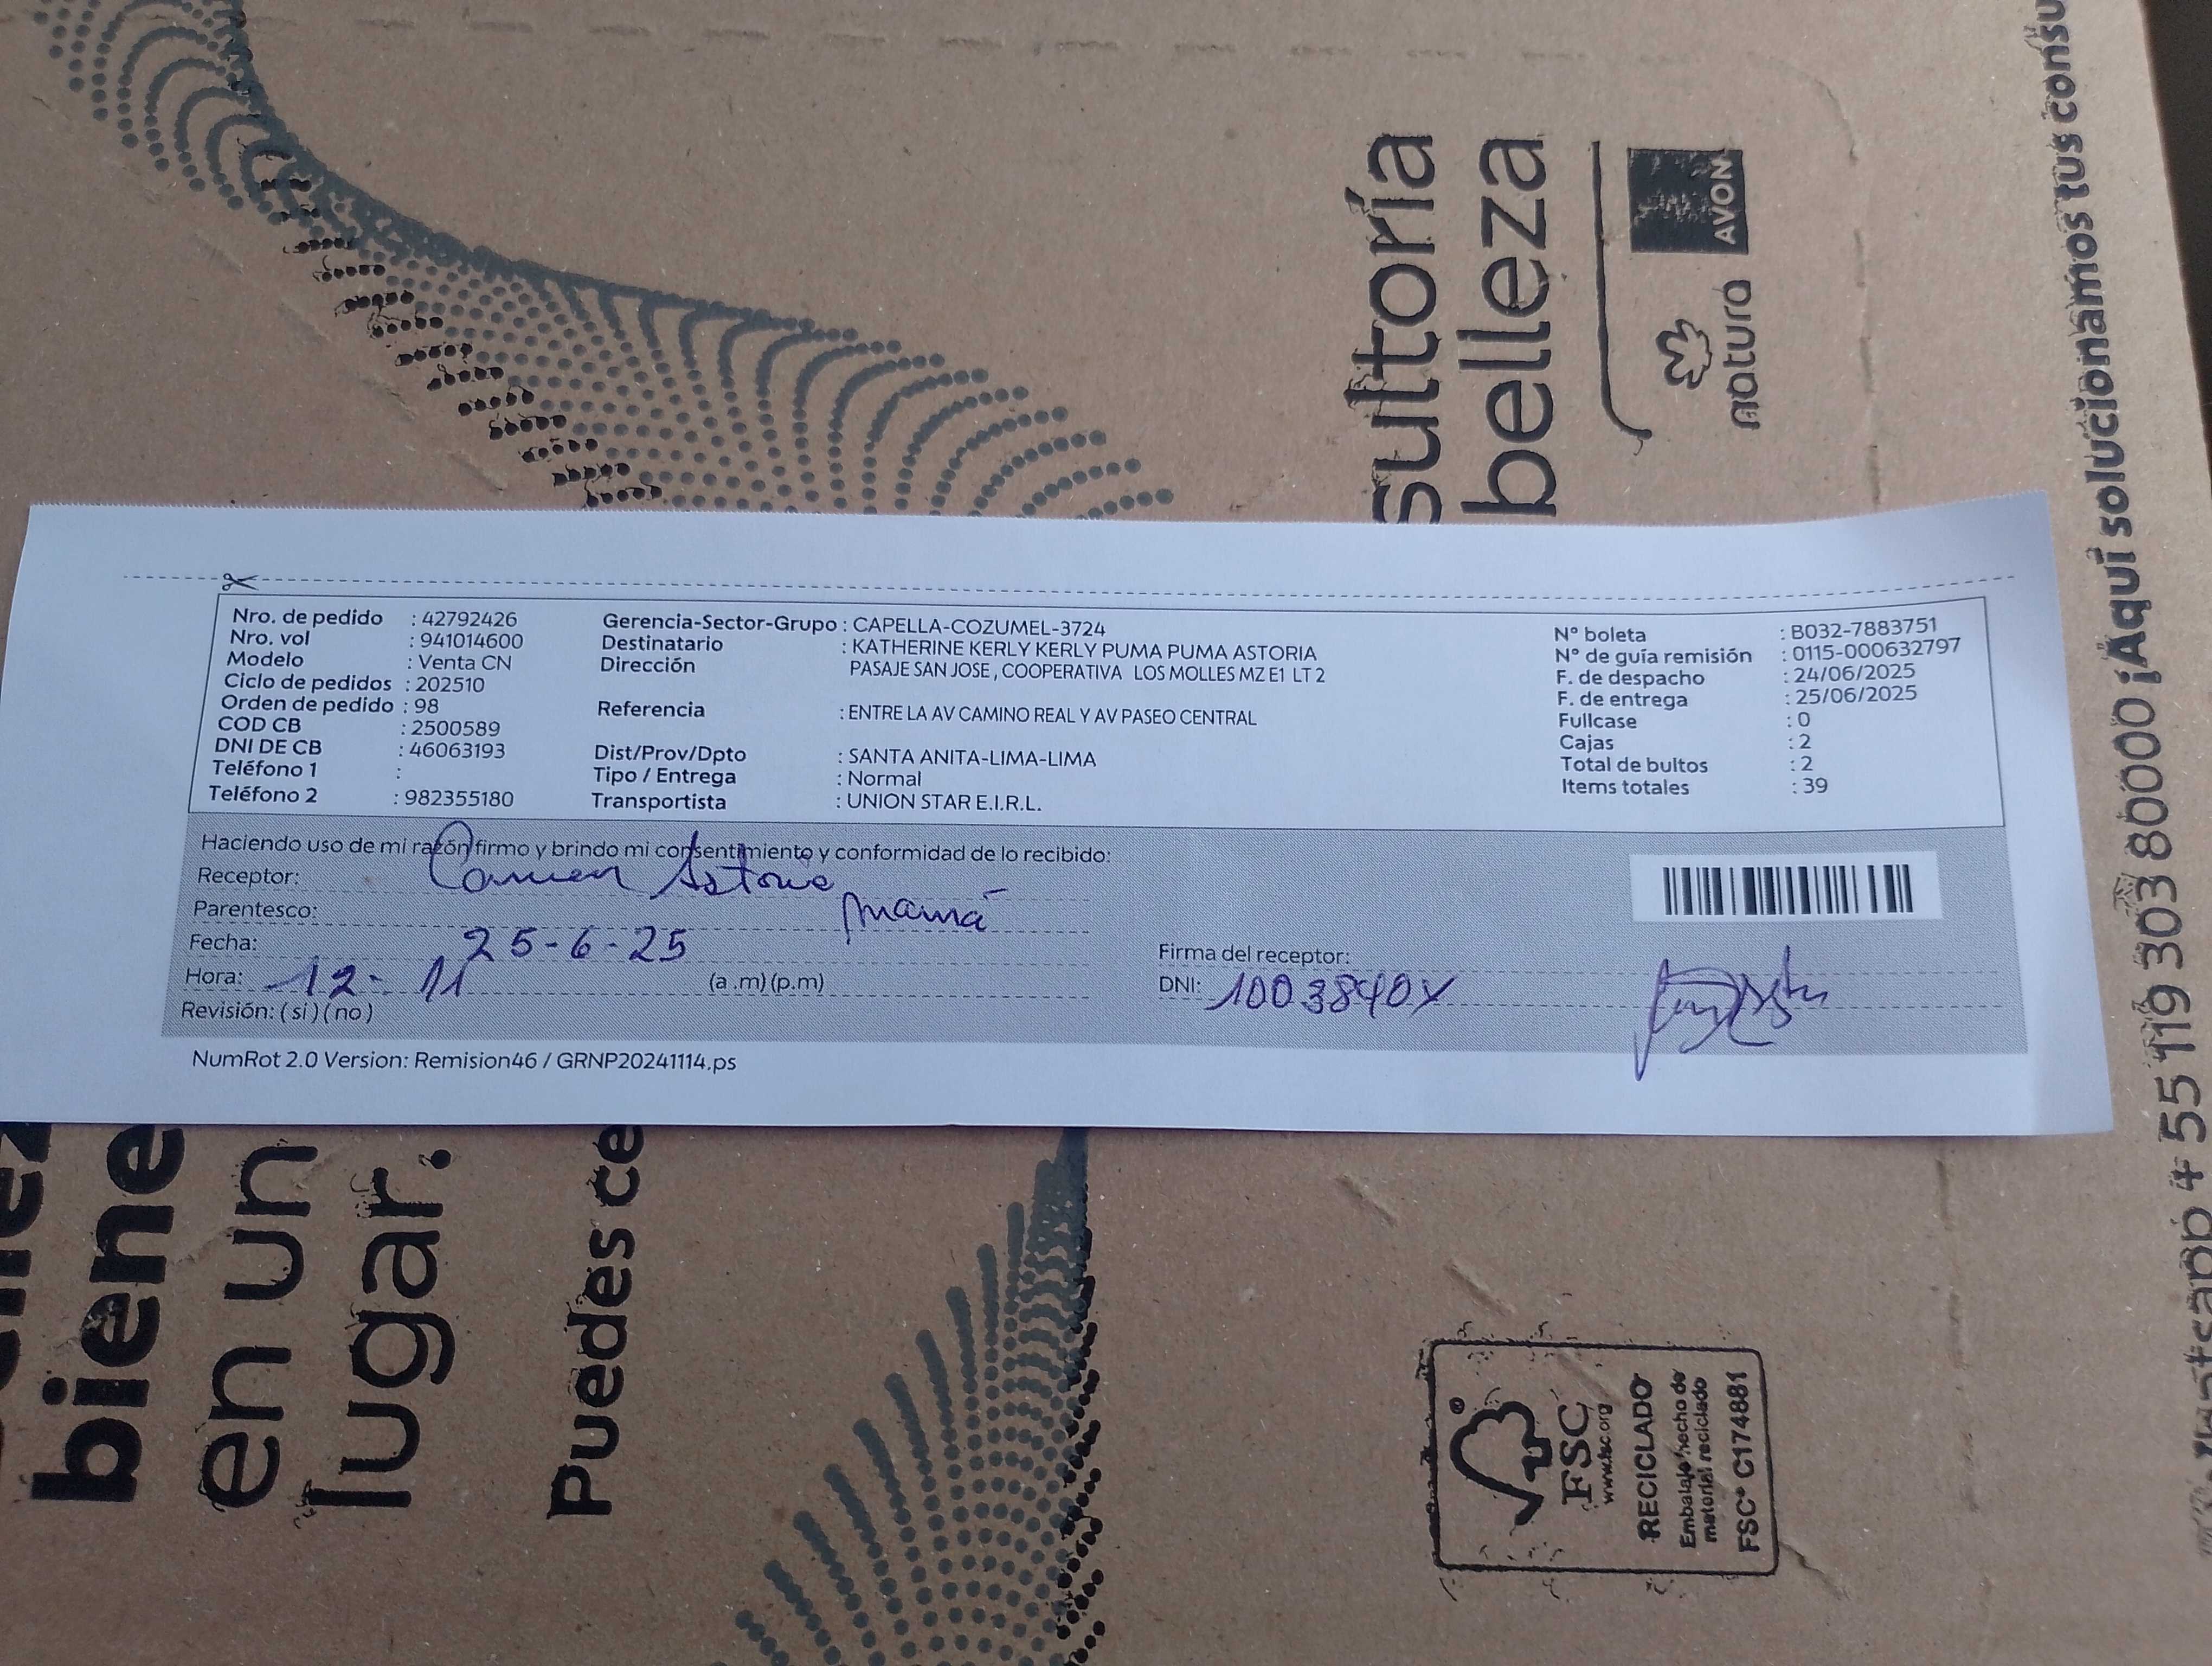 sultoría
belleza
natura
AVON
¡Aquí solucionamos tus consu
+ 55 119 303 80000
Nro. de pedido : 42792426
Nro. vol : 941014600
Modelo : Venta CN
Ciclo de pedidos : 202510
Orden de pedido : 98
COD CB : 2500589
DNI DE CB : 46063193
Teléfono 1 :
Teléfono 2 : 982355180
Gerencia-Sector-Grupo : CAPELLA-COZUMEL-3724
Destinatario : KATHERINE KERLY KERLY PUMA PUMA ASTORIA
Dirección PASAJE SAN JOSE , COOPERATIVA LOS MOLLES MZ E1 LT 2
Referencia : ENTRE LA AV CAMINO REAL Y AV PASEO CENTRAL
Dist/Prov/Dpto : SANTA ANITA-LIMA-LIMA
Tipo / Entrega : Normal
Transportista : UNION STAR E.I.R.L.
N° boleta : B032-7883751
N° de guía remisión : 0115-000632797
F. de despacho : 24/06/2025
F. de entrega : 25/06/2025
Fullcase : 0
Cajas : 2
Total de bultos : 2
Items totales : 39
Haciendo uso de mi razón firmo y brindo mi consentimiento y conformidad de lo recibido:
Receptor: Carmen Astoria
Parentesco: mamá
Fecha: 25-6-25
Hora: 12-11 (a .m) (p.m)
Revisión: ( si ) ( no )
Firma del receptor:
DNI:
NumRot 2.0 Version: Remision46 / GRNP20241114.ps
biene
en un
lugar.
Puedes ce
FSC
www.fsc.org
RECICLADO
Embalaje hecho de
material reciclado
FSC® C174881